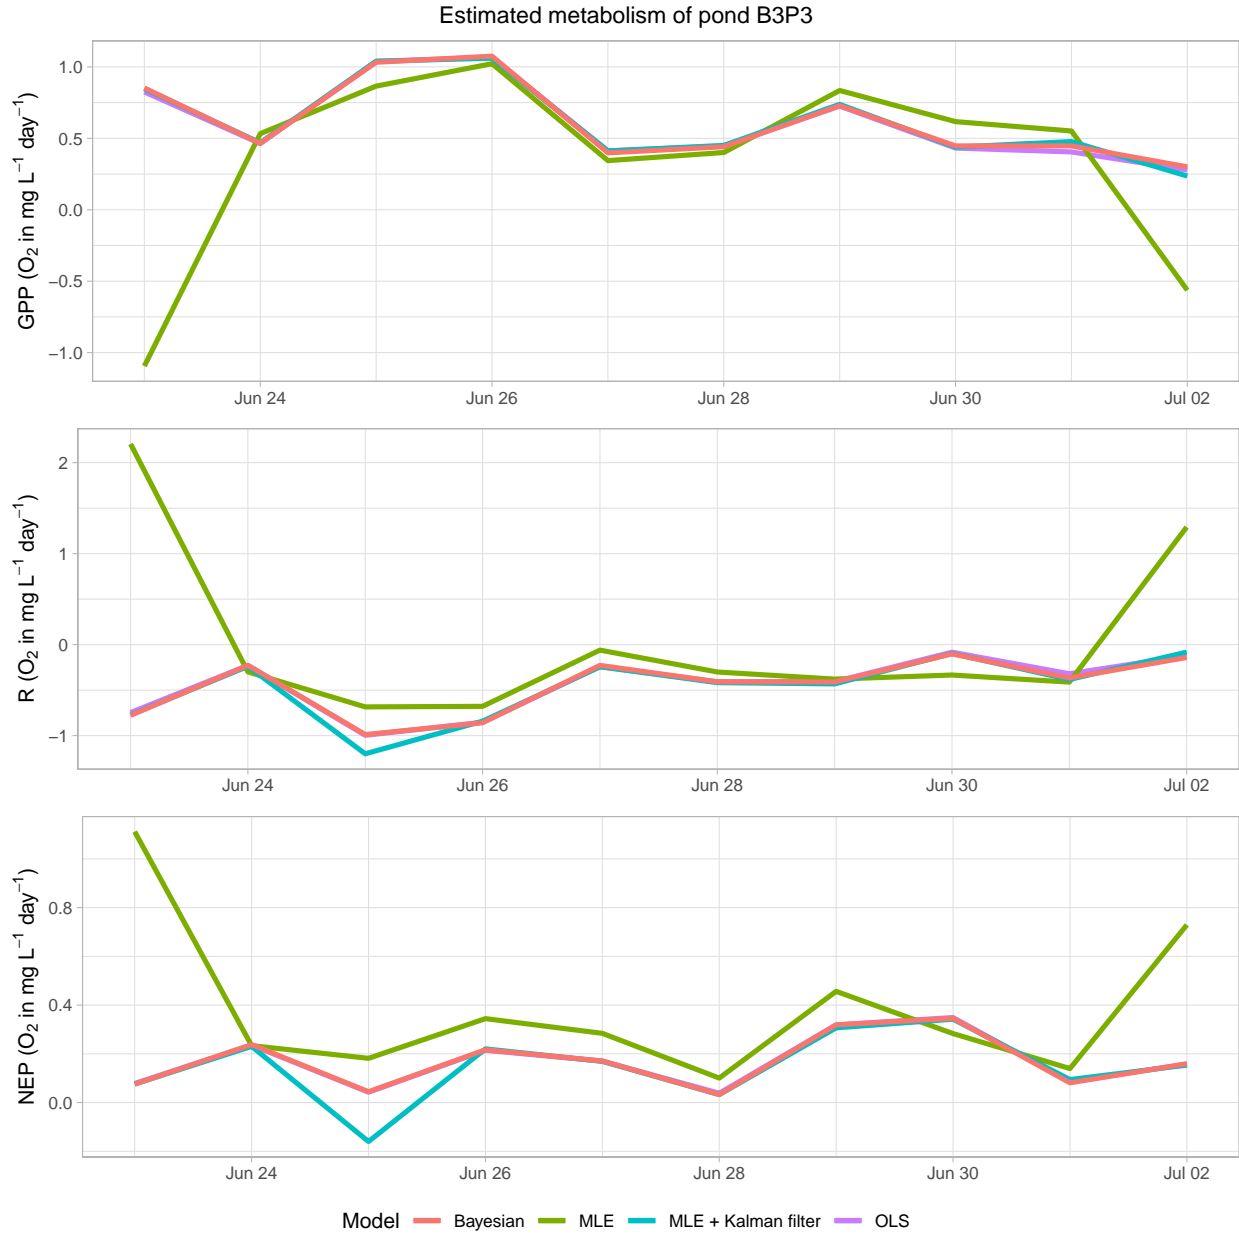 Estimated metabolism of pond B3P3
GPP (O₂ in mg L⁻¹ day⁻¹)
1.0
0.5
0.0
−0.5
−1.0
Jun 24 Jun 26 Jun 28 Jun 30 Jul 02
R (O₂ in mg L⁻¹ day⁻¹)
2
1
0
−1
Jun 24 Jun 26 Jun 28 Jun 30 Jul 02
NEP (O₂ in mg L⁻¹ day⁻¹)
0.8
0.4
0.0
Jun 24 Jun 26 Jun 28 Jun 30 Jul 02
Model Bayesian MLE MLE + Kalman filter OLS